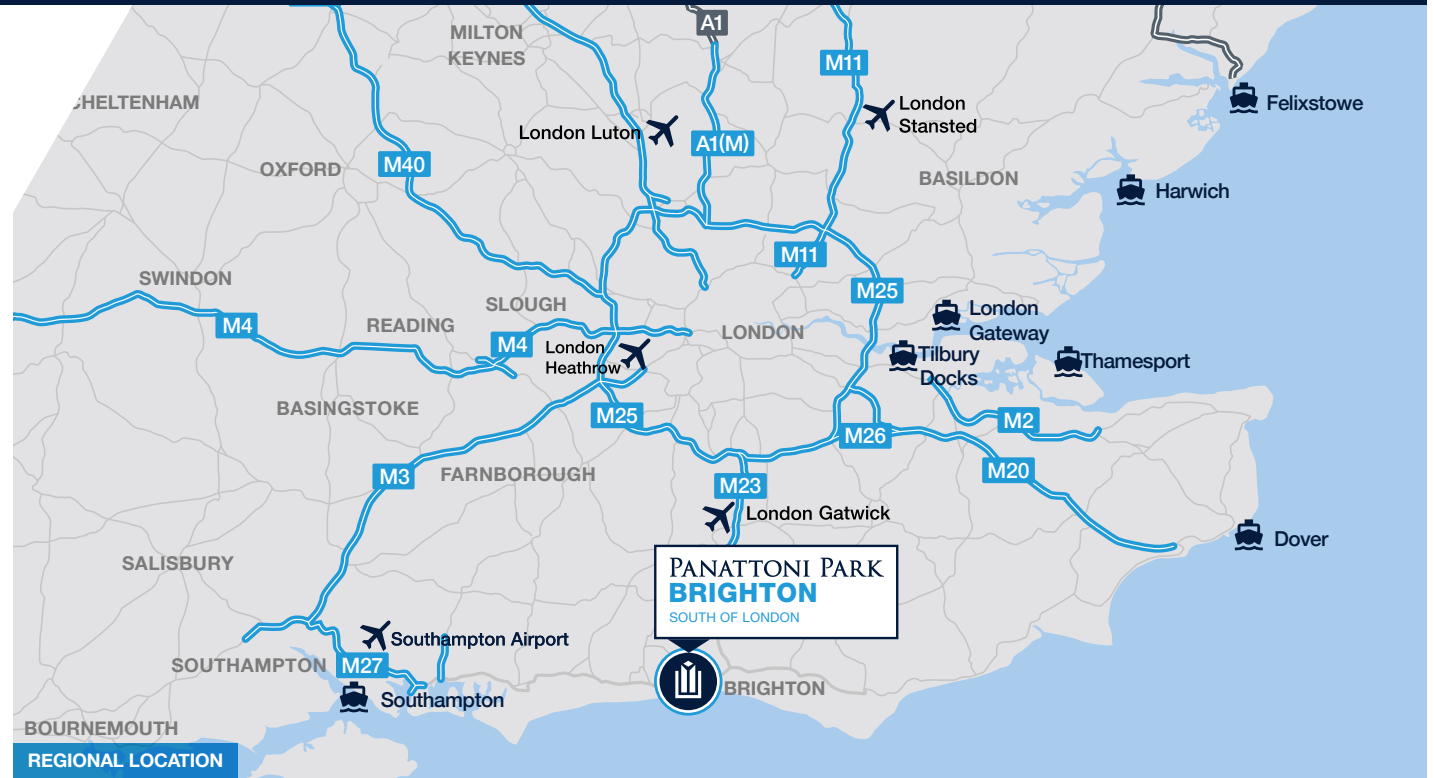 A1
MILTON
KEYNES
M11
CHELTENHAM
London
Stansted
Felixstowe
London Luton
A1(M)
M40
OXFORD
BASILDON
Harwich
M11
SWINDON
M25
SLOUGH
London
Gateway
M4
READING
M4
LONDON
London
Heathrow
Tilbury
Docks
Thamesport
BASINGSTOKE
M25
M2
M26
M3
FARNBOROUGH
M20
M23
London Gatwick
Dover
SALISBURY
PANATTONI PARK
BRIGHTON
SOUTH OF LONDON
Southampton Airport
SOUTHAMPTON
M27
BRIGHTON
Southampton
BOURNEMOUTH
REGIONAL LOCATION